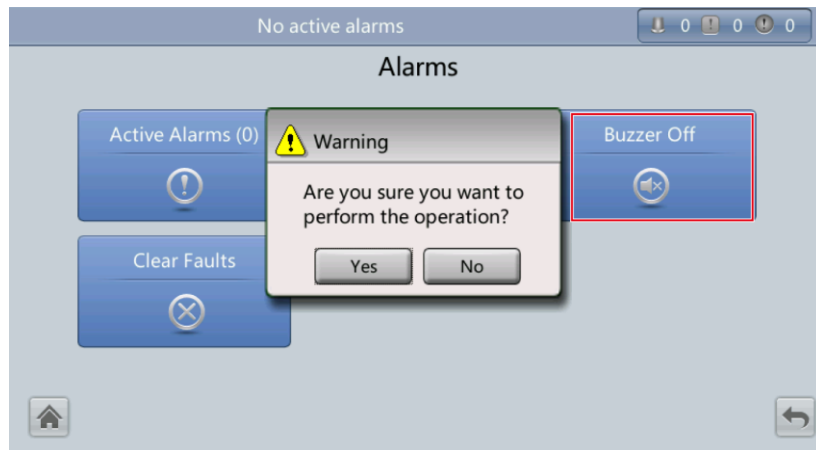 No active alarms
0 0 0
Alarms
Active Alarms (0)
Buzzer Off
Warning
Are you sure you want to
perform the operation?
Yes No
Clear Faults